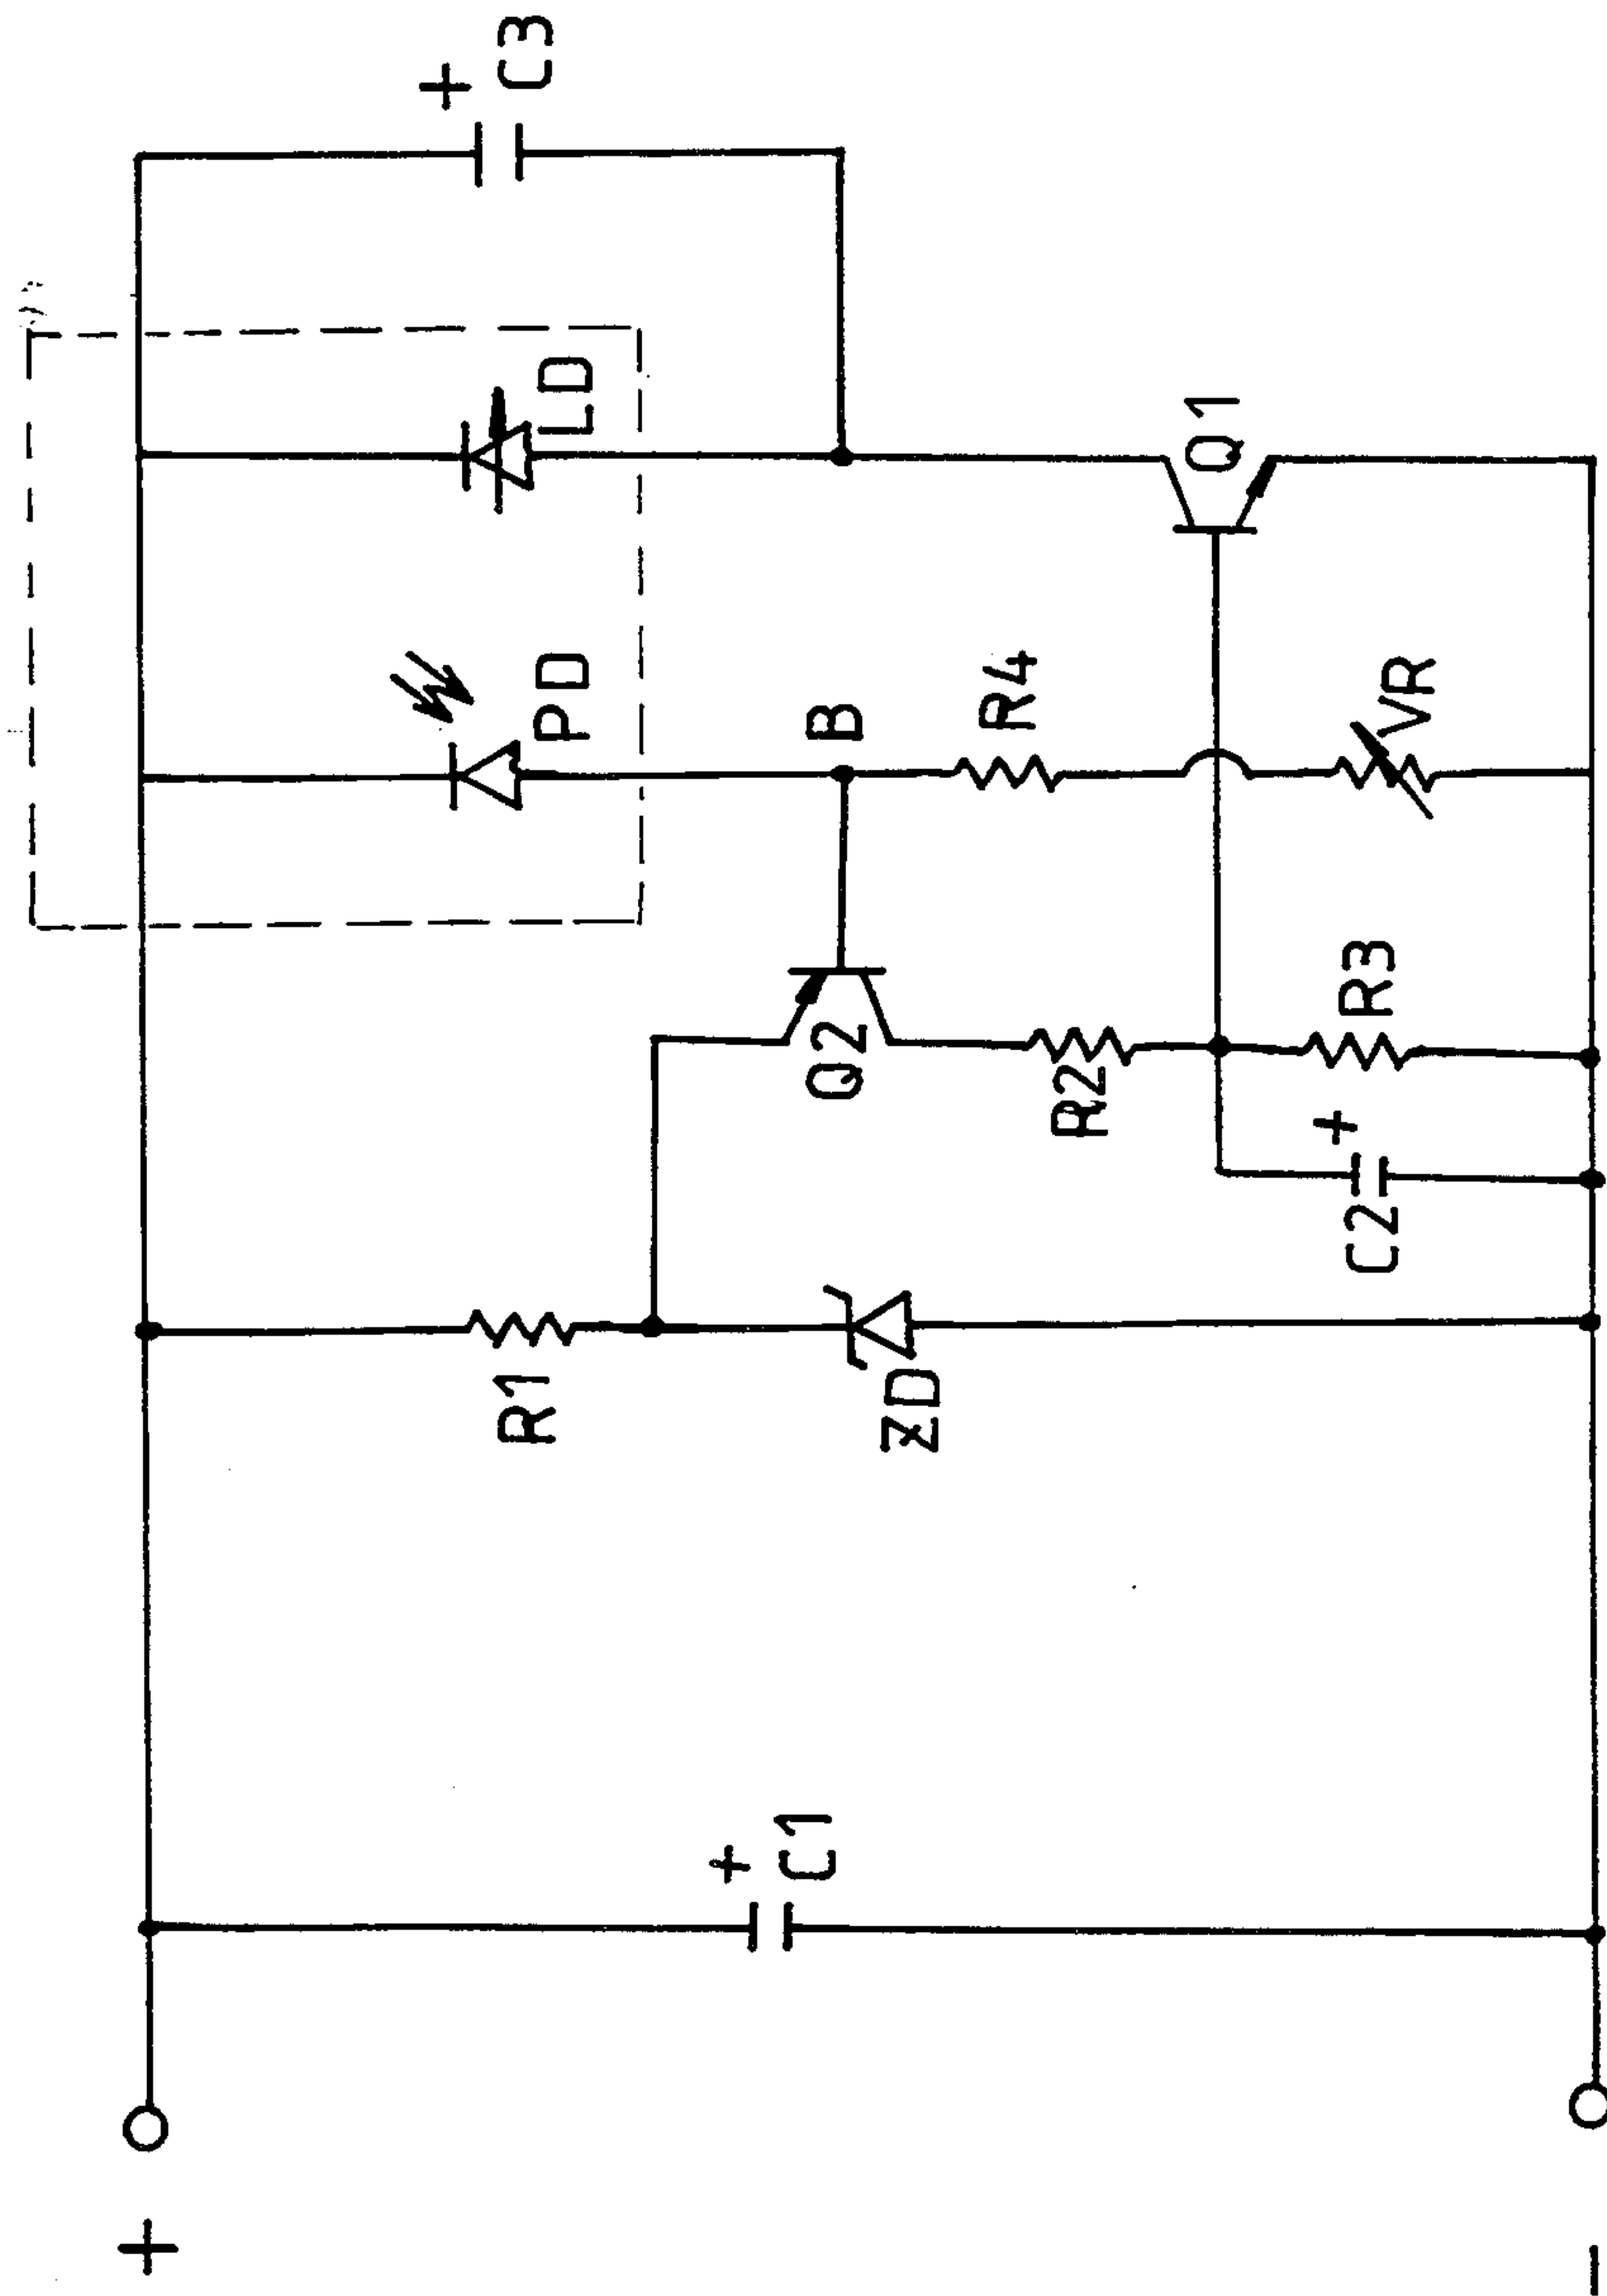 +
C1
+
R1
ZD
Q2
R2
C2
+
R3
PD
B
R4
VR
LD
Q1
C3
+
-